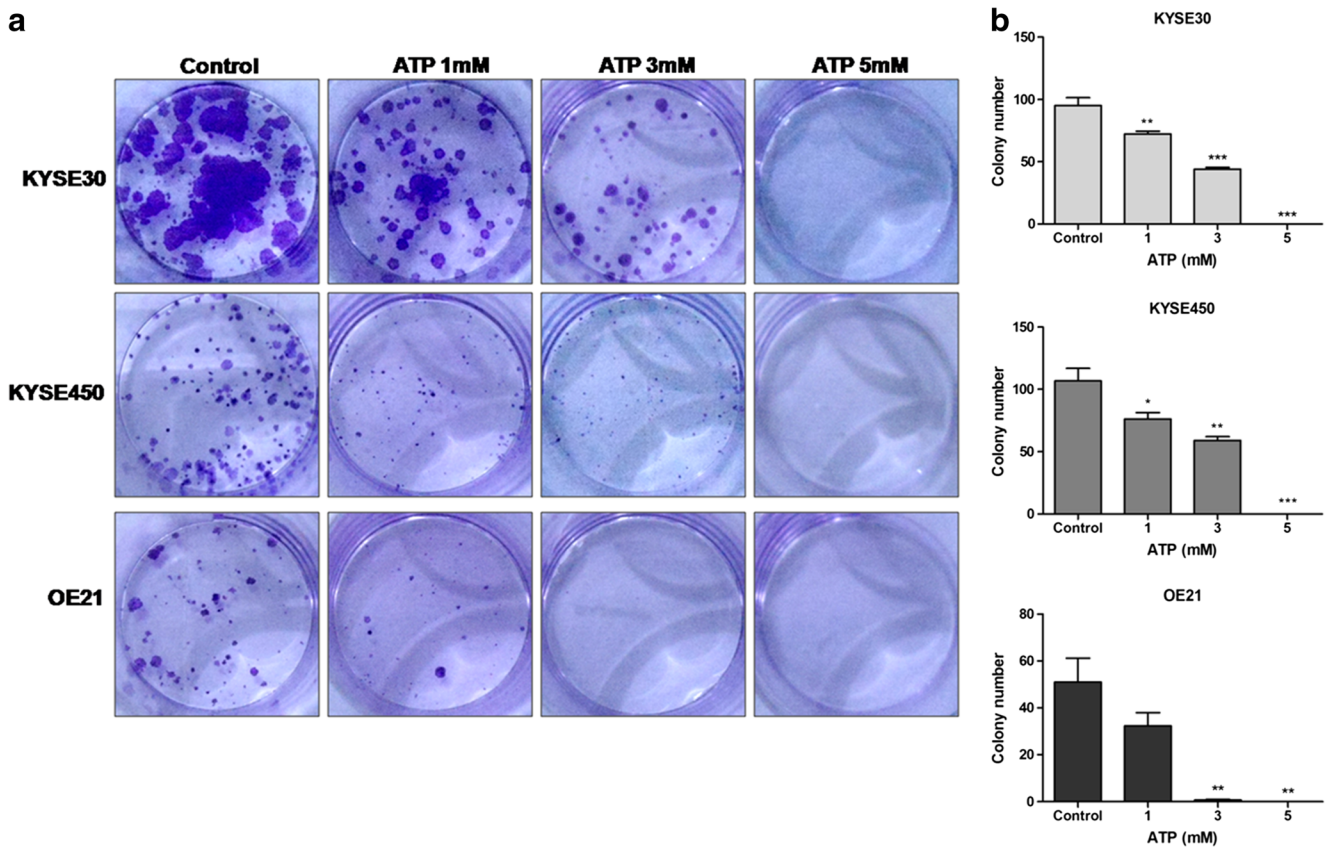 a
Control ATP 1mM ATP 3mM ATP 5mM
KYSE30
KYSE450
OE21
b
KYSE30
150
100
50
0
Colony number
**
***
***
Control 1 3 5
ATP (mM)
KYSE450
150
100
50
0
Colony number
*
**
***
Control 1 3 5
ATP (mM)
OE21
80
60
40
20
0
Colony number
**
**
Control 1 3 5
ATP (mM)